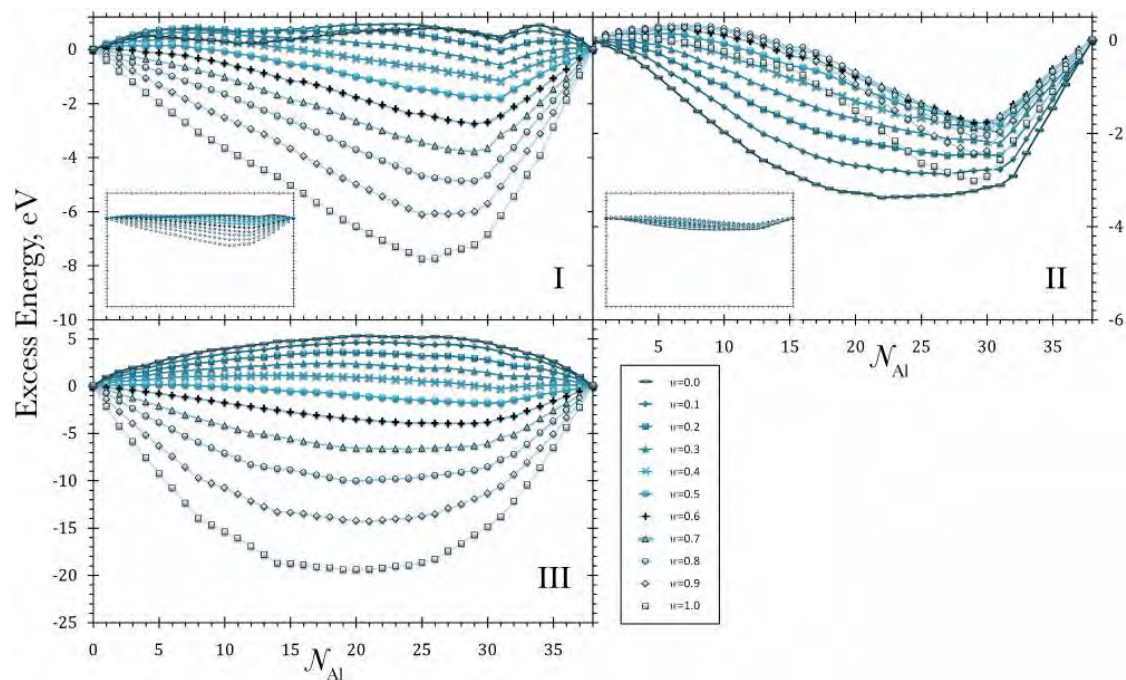 Excess Energy, eV
0
-2
-4
-6
-8
-10
I
0
-2
-4
-6
II
5 10 15 20 25 30 35
𝒩Al
5
0
-5
-10
-15
-20
-25
III
0 5 10 15 20 25 30 35
𝒩Al
w=0.0
w=0.1
w=0.2
w=0.3
w=0.4
w=0.5
w=0.6
w=0.7
w=0.8
w=0.9
w=1.0